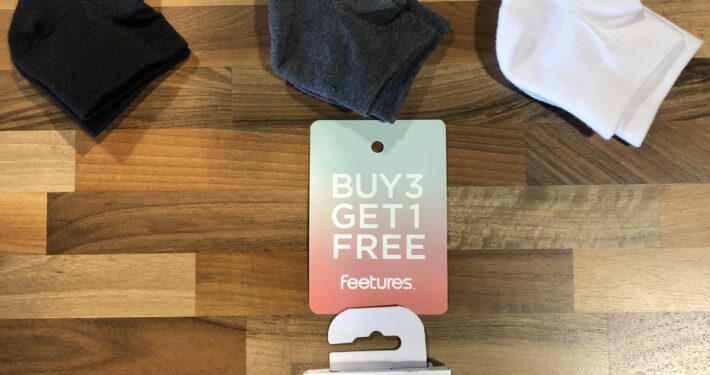 BUY 3
GET 1
FREE
feetures.